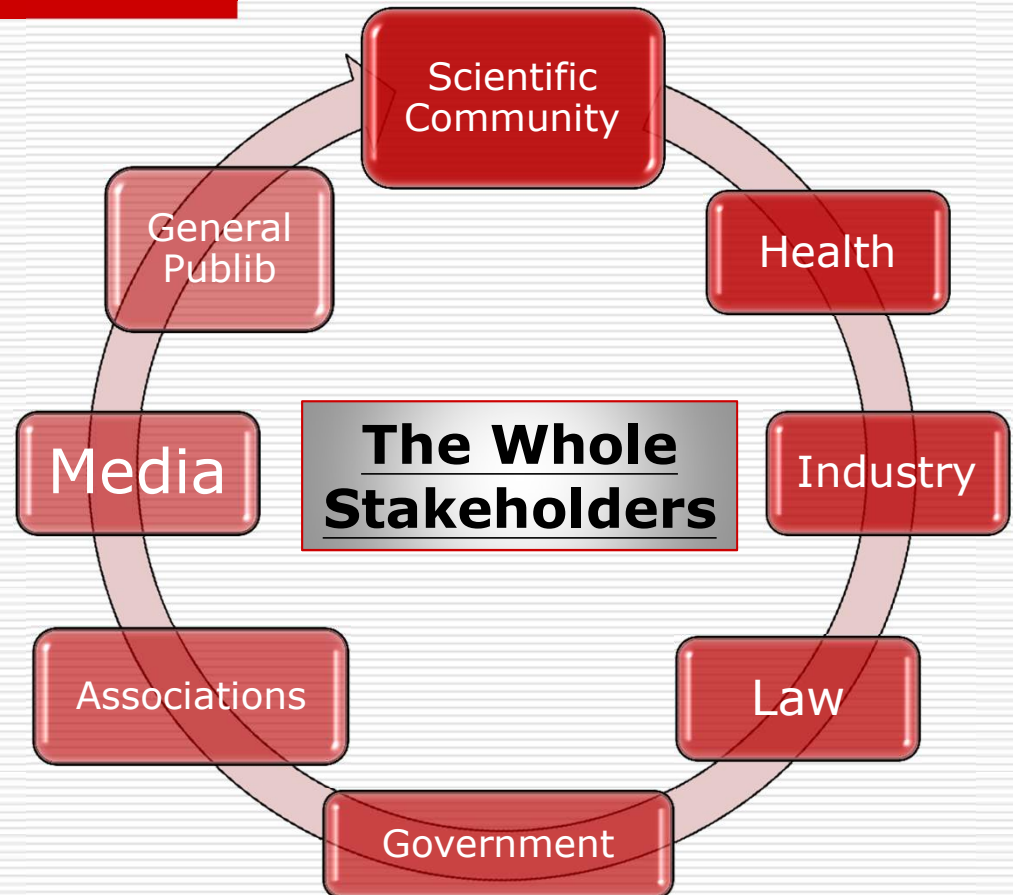 Scientific
Community
Health
Industry
Law
Government
Associations
Media
General
Publib
The Whole
Stakeholders